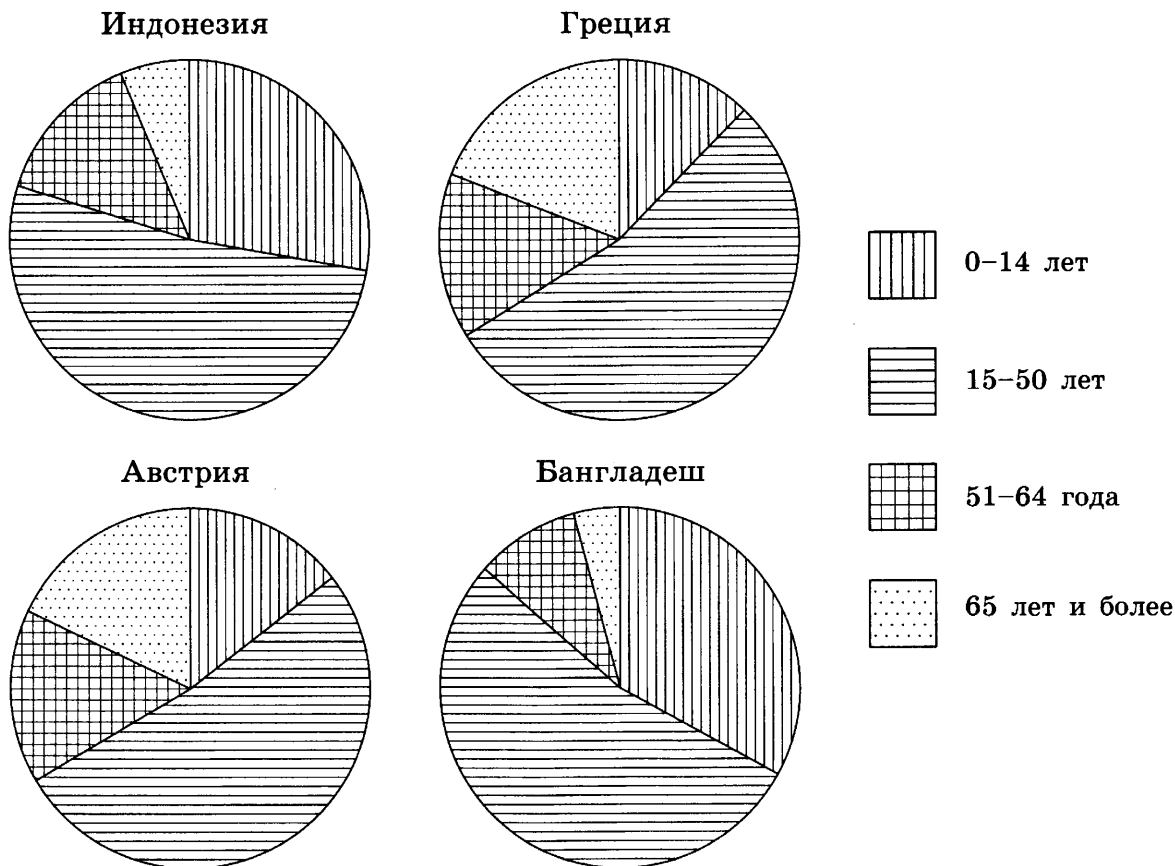 Индонезия
Греция
Австрия
Бангладеш
0–14 лет
15–50 лет
51–64 года
65 лет и более